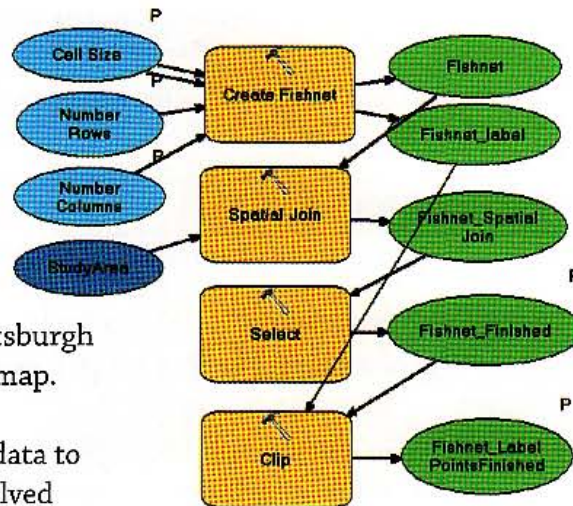 P
Cell Size
Fishnet
P
Create Fishnet
Number
Rows
Fishnet_label
P
Number
Columns
Spatial Join
Fishnet_Spatial
Join
StudyArea
P
Select
Fishnet_Finished
tsburgh
map.
P
Clip
Fishnet_Label
PointsFinished
data to
lved